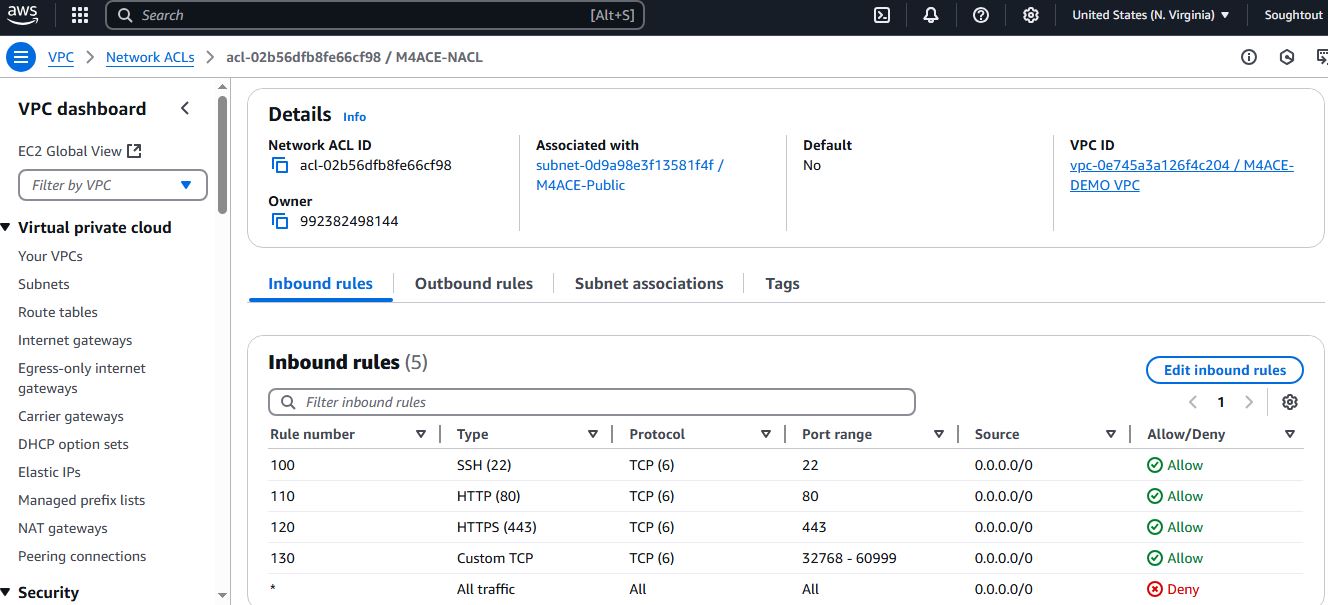 aws Search [Alt+S] United States (N. Virginia) Soughtout
VPC Network ACLs acl-02b56dfb8fe66cf98 / M4ACE-NACL
VPC dashboard
EC2 Global View
Filter by VPC
Virtual private cloud
Your VPCs
Subnets
Route tables
Internet gateways
Egress-only internet
gateways
Carrier gateways
DHCP option sets
Elastic IPs
Managed prefix lists
NAT gateways
Peering connections
Security
Details Info
Network ACL ID
acl-02b56dfb8fe66cf98
Owner
992382498144
Associated with
subnet-0d9a98e3f13581f4f /
M4ACE-Public
Default
No
VPC ID
vpc-0e745a3a126f4c204 / M4ACE-
DEMO VPC
Inbound rules Outbound rules Subnet associations Tags
Inbound rules (5)
Edit inbound rules
Filter inbound rules
1
Rule number Type Protocol Port range Source Allow/Deny
100 SSH (22) TCP (6) 22 0.0.0.0/0 Allow
110 HTTP (80) TCP (6) 80 0.0.0.0/0 Allow
120 HTTPS (443) TCP (6) 443 0.0.0.0/0 Allow
130 Custom TCP TCP (6) 32768 - 60999 0.0.0.0/0 Allow
* All traffic All All 0.0.0.0/0 Deny